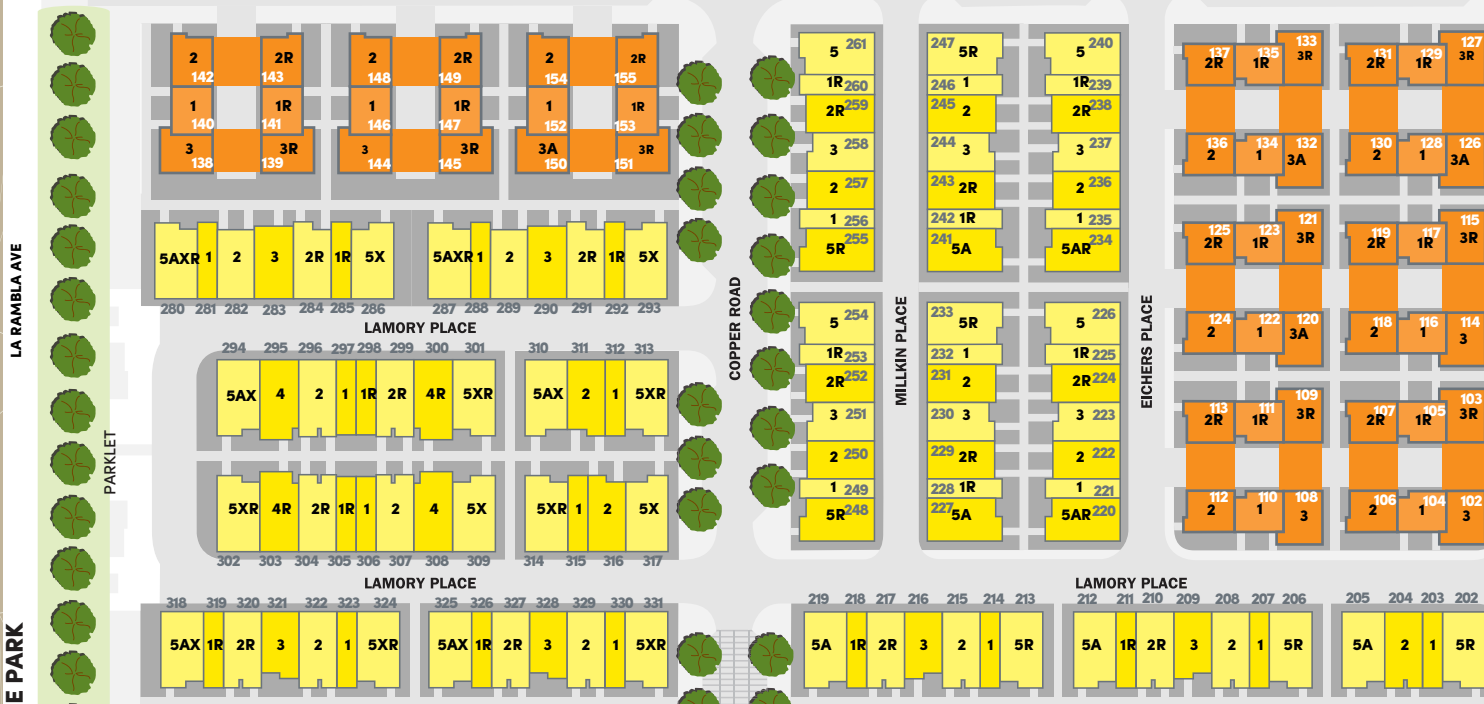 2 2R 2 2R 2 2R
142 143 148 149 154 155
1 1R 1 1R 1 1R
140 141 146 147 152 153
3 3R 3 3R 3A 3R
138 139 144 145 150 151
5AXR 1 2 3 2R 1R 5X 5AXR 1 2 3 2R 1R 5X
280 281 282 283 284 285 286 287 288 289 290 291 292 293
LAMORY PLACE
294 295 296 297 298 299 300 301 310 311 312 313
5AX 4 2 1 1R 2R 4R 5XR 5AX 2 1 5XR
5XR 4R 2R 1R 1 2 4 5X 5XR 1 2 5X
302 303 304 305 306 307 308 309 314 315 316 317
LAMORY PLACE
318 319 320 321 322 323 324 325 326 327 328 329 330 331
5AX 1R 2R 3 2 1 5XR 5AX 1R 2R 3 2 1 5XR
LA RAMBLA AVE
PARKLET
E PARK
COPPER ROAD
5 261
1R 260
2R 259
3 258
2 257
1 256
5R 255
5 254
1R 253
2R 252
3 251
2 250
1 249
5R 248
MILLKIN PLACE
247 5R
246 1
245 2
244 3
243 2R
242 1R
241 5A
233 5R
232 1
231 2
230 3
229 2R
228 1R
227 5A
5 240
1R 239
2R 238
3 237
2 236
1 235
5AR 234
5 226
1R 225
2R 224
3 223
2 222
1 221
5AR 220
EICHERS PLACE
137 135 133 131 129 127
2R 1R 3R 2R 1R 3R
136 134 132 130 128 126
2 1 3A 2 1 3A
125 123 121 119 117 115
2R 1R 3R 2R 1R 3R
124 122 120 118 116 114
2 1 3A 2 1 3
113 111 109 107 105 103
2R 1R 3R 2R 1R 3R
112 110 108 106 104 102
2 1 3 2 1 3
LAMORY PLACE
219 218 217 216 215 214 213 212 211 210 209 208 207 206 205 204 203 202
5A 1R 2R 3 2 1 5R 5A 1R 2R 3 2 1 5R 5A 2 1 5R